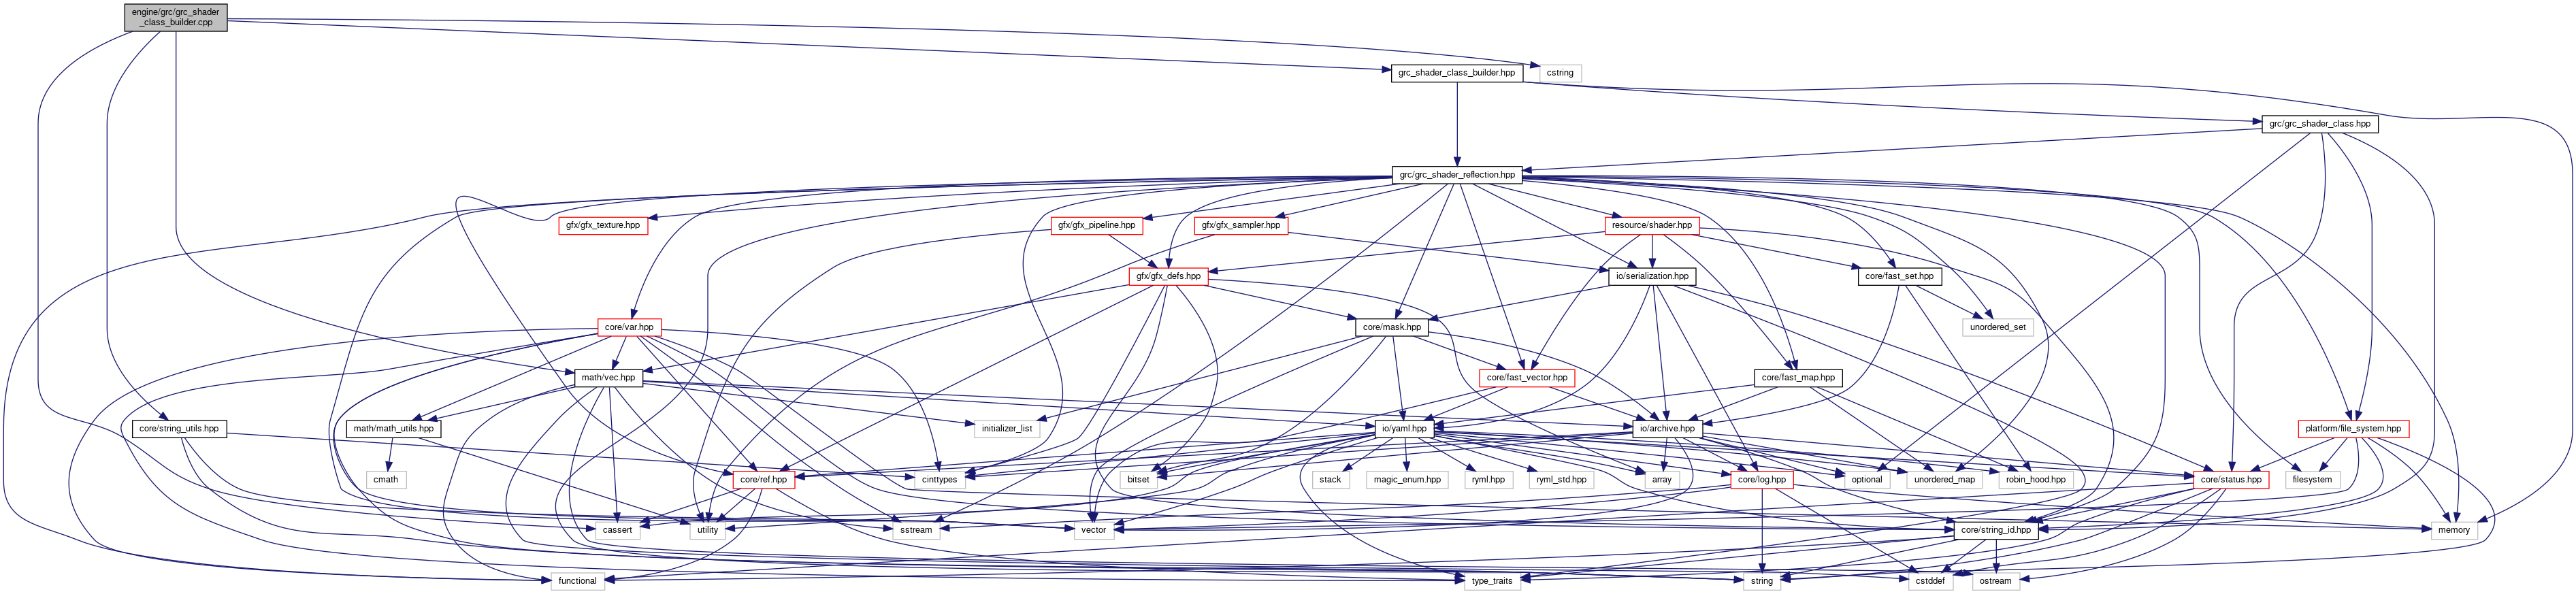 engine/grc/grc_shader
_class_builder.cpp
grc_shader_class_builder.hpp
cstring
grc/grc_shader_class.hpp
grc/grc_shader_reflection.hpp
gfx/gfx_texture.hpp
gfx/gfx_pipeline.hpp
gfx/gfx_sampler.hpp
resource/shader.hpp
gfx/gfx_defs.hpp
io/serialization.hpp
core/fast_set.hpp
core/var.hpp
core/mask.hpp
unordered_set
math/vec.hpp
core/fast_vector.hpp
core/fast_map.hpp
core/string_utils.hpp
math/math_utils.hpp
initializer_list
io/yaml.hpp
io/archive.hpp
platform/file_system.hpp
cmath
core/ref.hpp
cinttypes
bitset
stack
magic_enum.hpp
ryml.hpp
ryml_std.hpp
array
core/log.hpp
optional
unordered_map
robin_hood.hpp
core/status.hpp
filesystem
cassert
utility
sstream
vector
core/string_id.hpp
memory
functional
type_traits
string
cstddef
ostream